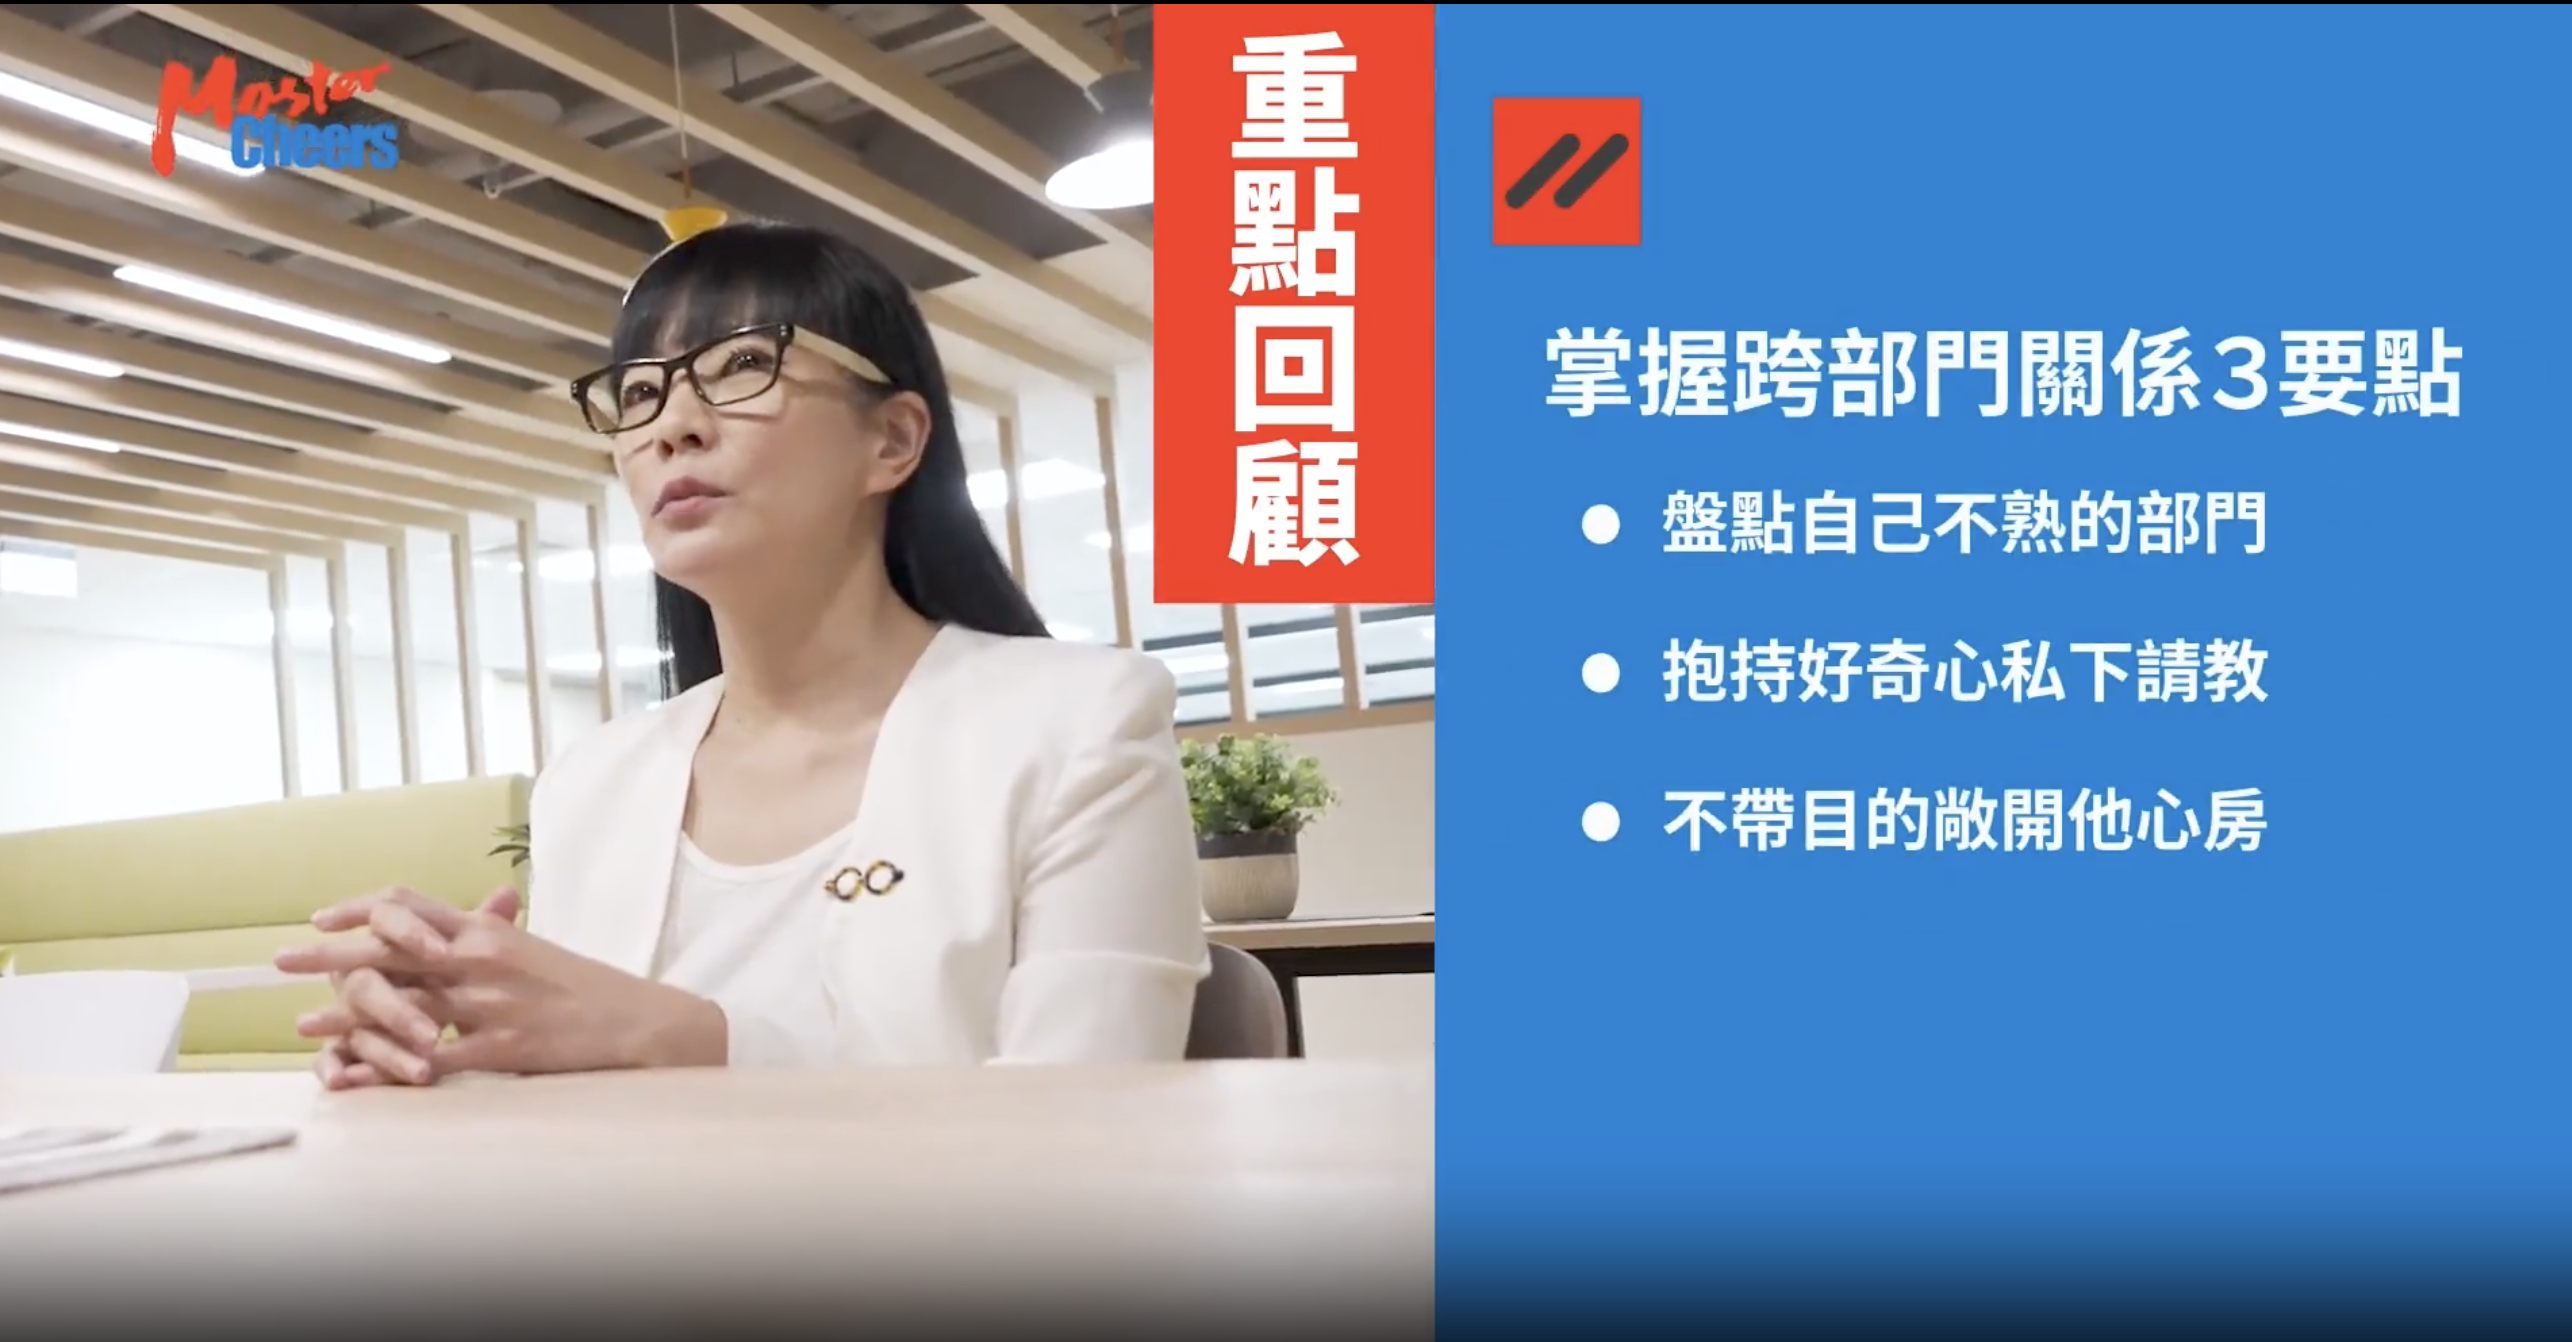 Master
Cheers
重點回顧
掌握跨部門關係3要點
盤點自己不熟的部門
抱持好奇心私下請教
不帶目的敞開他心房